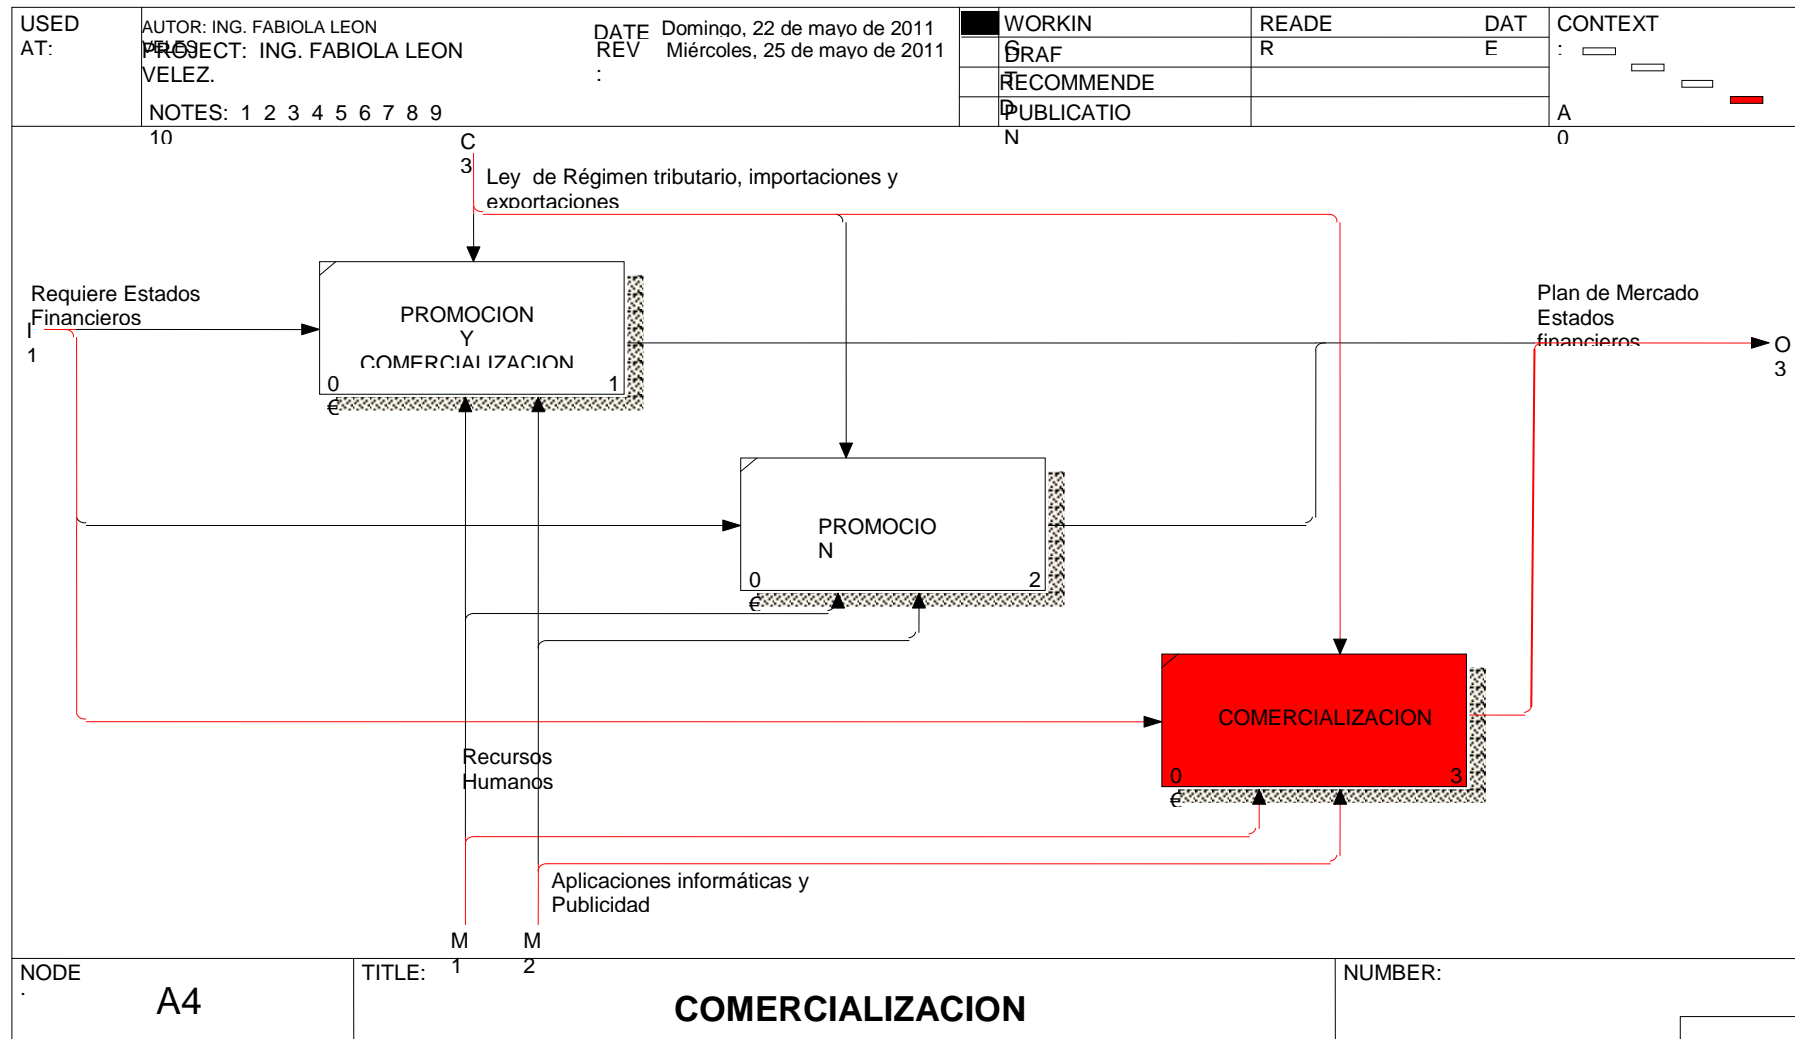 USED
AT:
AUTOR: ING. FABIOLA LEON
VELES
PROJECT: ING. FABIOLA LEON
VELEZ.
NOTES: 1 2 3 4 5 6 7 8 9
10
DATE Domingo, 22 de mayo de 2011
REV Miércoles, 25 de mayo de 2011
:
WORKIN
G
DRAF
T
RECOMMENDE
D
PUBLICATIO
N
READE
R
DAT
E
CONTEXT
:
A
0
C
3
Ley de Régimen tributario, importaciones y
exportaciones
Requiere Estados
Financieros
I
1
PROMOCION
Y
COMERCIALIZACION
0
€
1
Plan de Mercado
Estados
financieros
O
3
PROMOCIO
N
0
€
2
COMERCIALIZACION
0
€
3
Recursos
Humanos
Aplicaciones informáticas y
Publicidad
M
1
M
2
NODE
:
A4
TITLE:
COMERCIALIZACION
NUMBER: